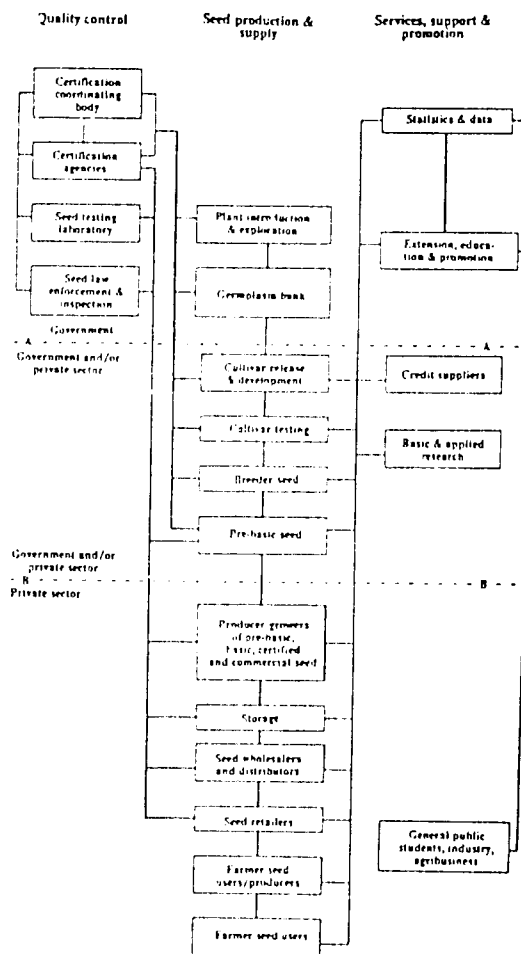 Quality control
Seed production &
supply
Services, support &
promotion
Certification
coordinating
body
Certification
agencies
Seed testing
laboratory
Seed law
enforcement &
inspection
Government
A
Government and/or
private sector
Statistics & data
Plant introduction
& exploration
Extension, educa-
tion & promotion
Germplasm bank
A
Cultivar release
& development
Credit suppliers
Cultivar testing
Basic & applied
research
Breeder seed
Pre-basic seed
Government and/or
private sector
B
Private sector
B
Producer growers
of pre-basic,
basic, certified
and commercial seed
Storage
Seed wholesalers
and distributors
Seed retailers
General public
students, industry,
agribusiness
Farmer seed
users/producers
Farmer seed users